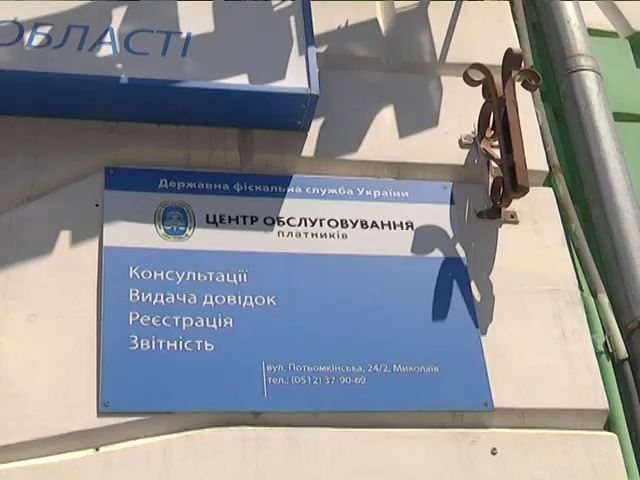 ОБЛАСТІ
Державна фіскальна служба України
ЦЕНТР ОБСЛУГОВУВАННЯ
платників
Консультації
Видача довідок
Реєстрація
Звітність
вул. Потьомкінська, 24/2, Миколаїв
тел.: (0512) 37-90-62